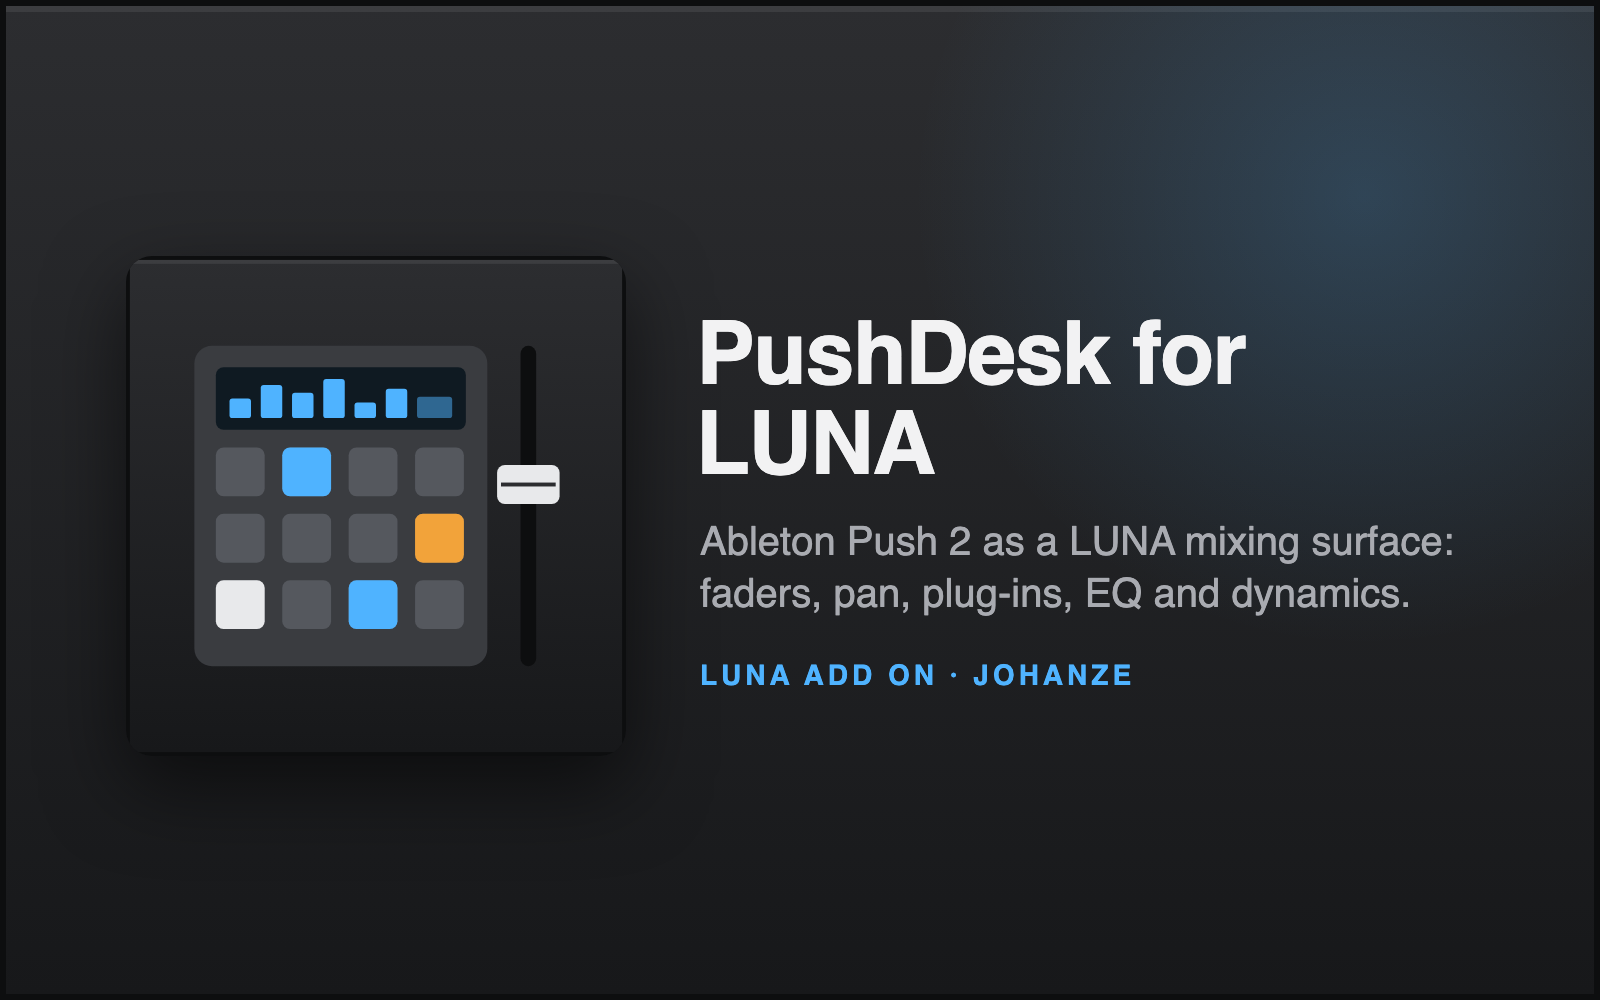 PushDesk for
LUNA
Ableton Push 2 as a LUNA mixing surface:
faders, pan, plug-ins, EQ and dynamics.
LUNA ADD ON · JOHANZE